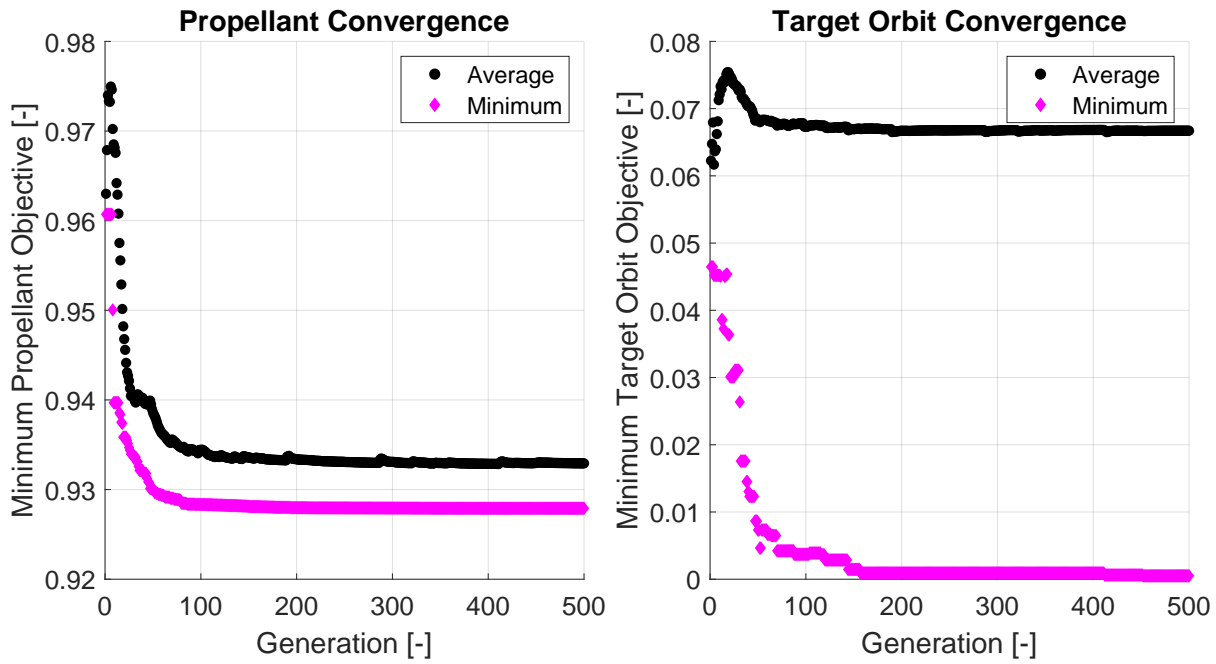 Propellant Convergence
0.98
0.97
0.96
0.95
0.94
0.93
0.92
Minimum Propellant Objective [-]
Average
Minimum
0 100 200 300 400 500
Generation [-]
Target Orbit Convergence
0.08
0.07
0.06
0.05
0.04
0.03
0.02
0.01
0
Minimum Target Orbit Objective [-]
Average
Minimum
0 100 200 300 400 500
Generation [-]